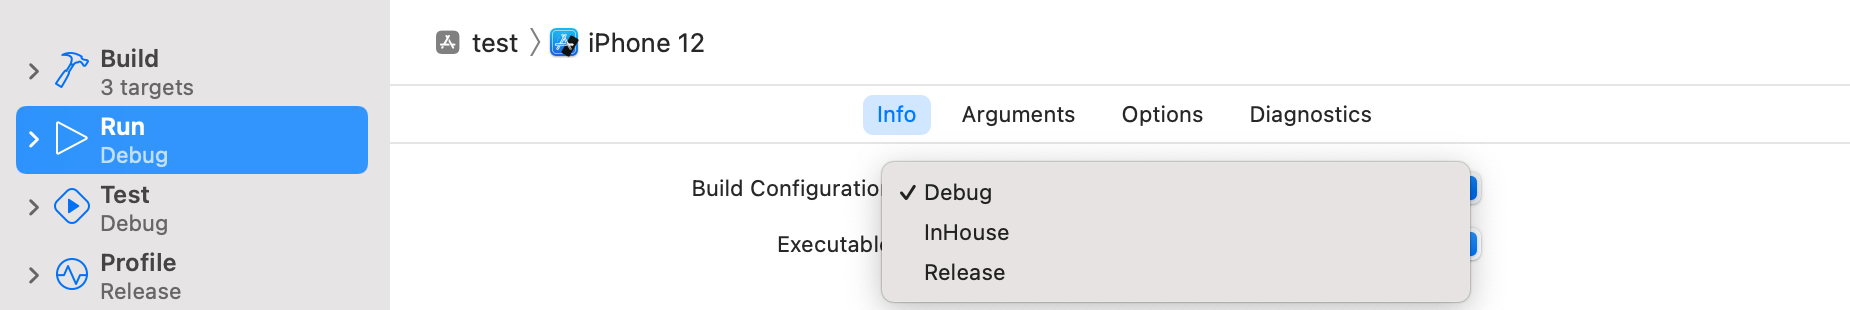 Build
3 targets
Run
Debug
Test
Debug
Profile
Release
test
iPhone 12
Info Arguments Options Diagnostics
Build Configuratio
Debug
InHouse
Release
Executabl